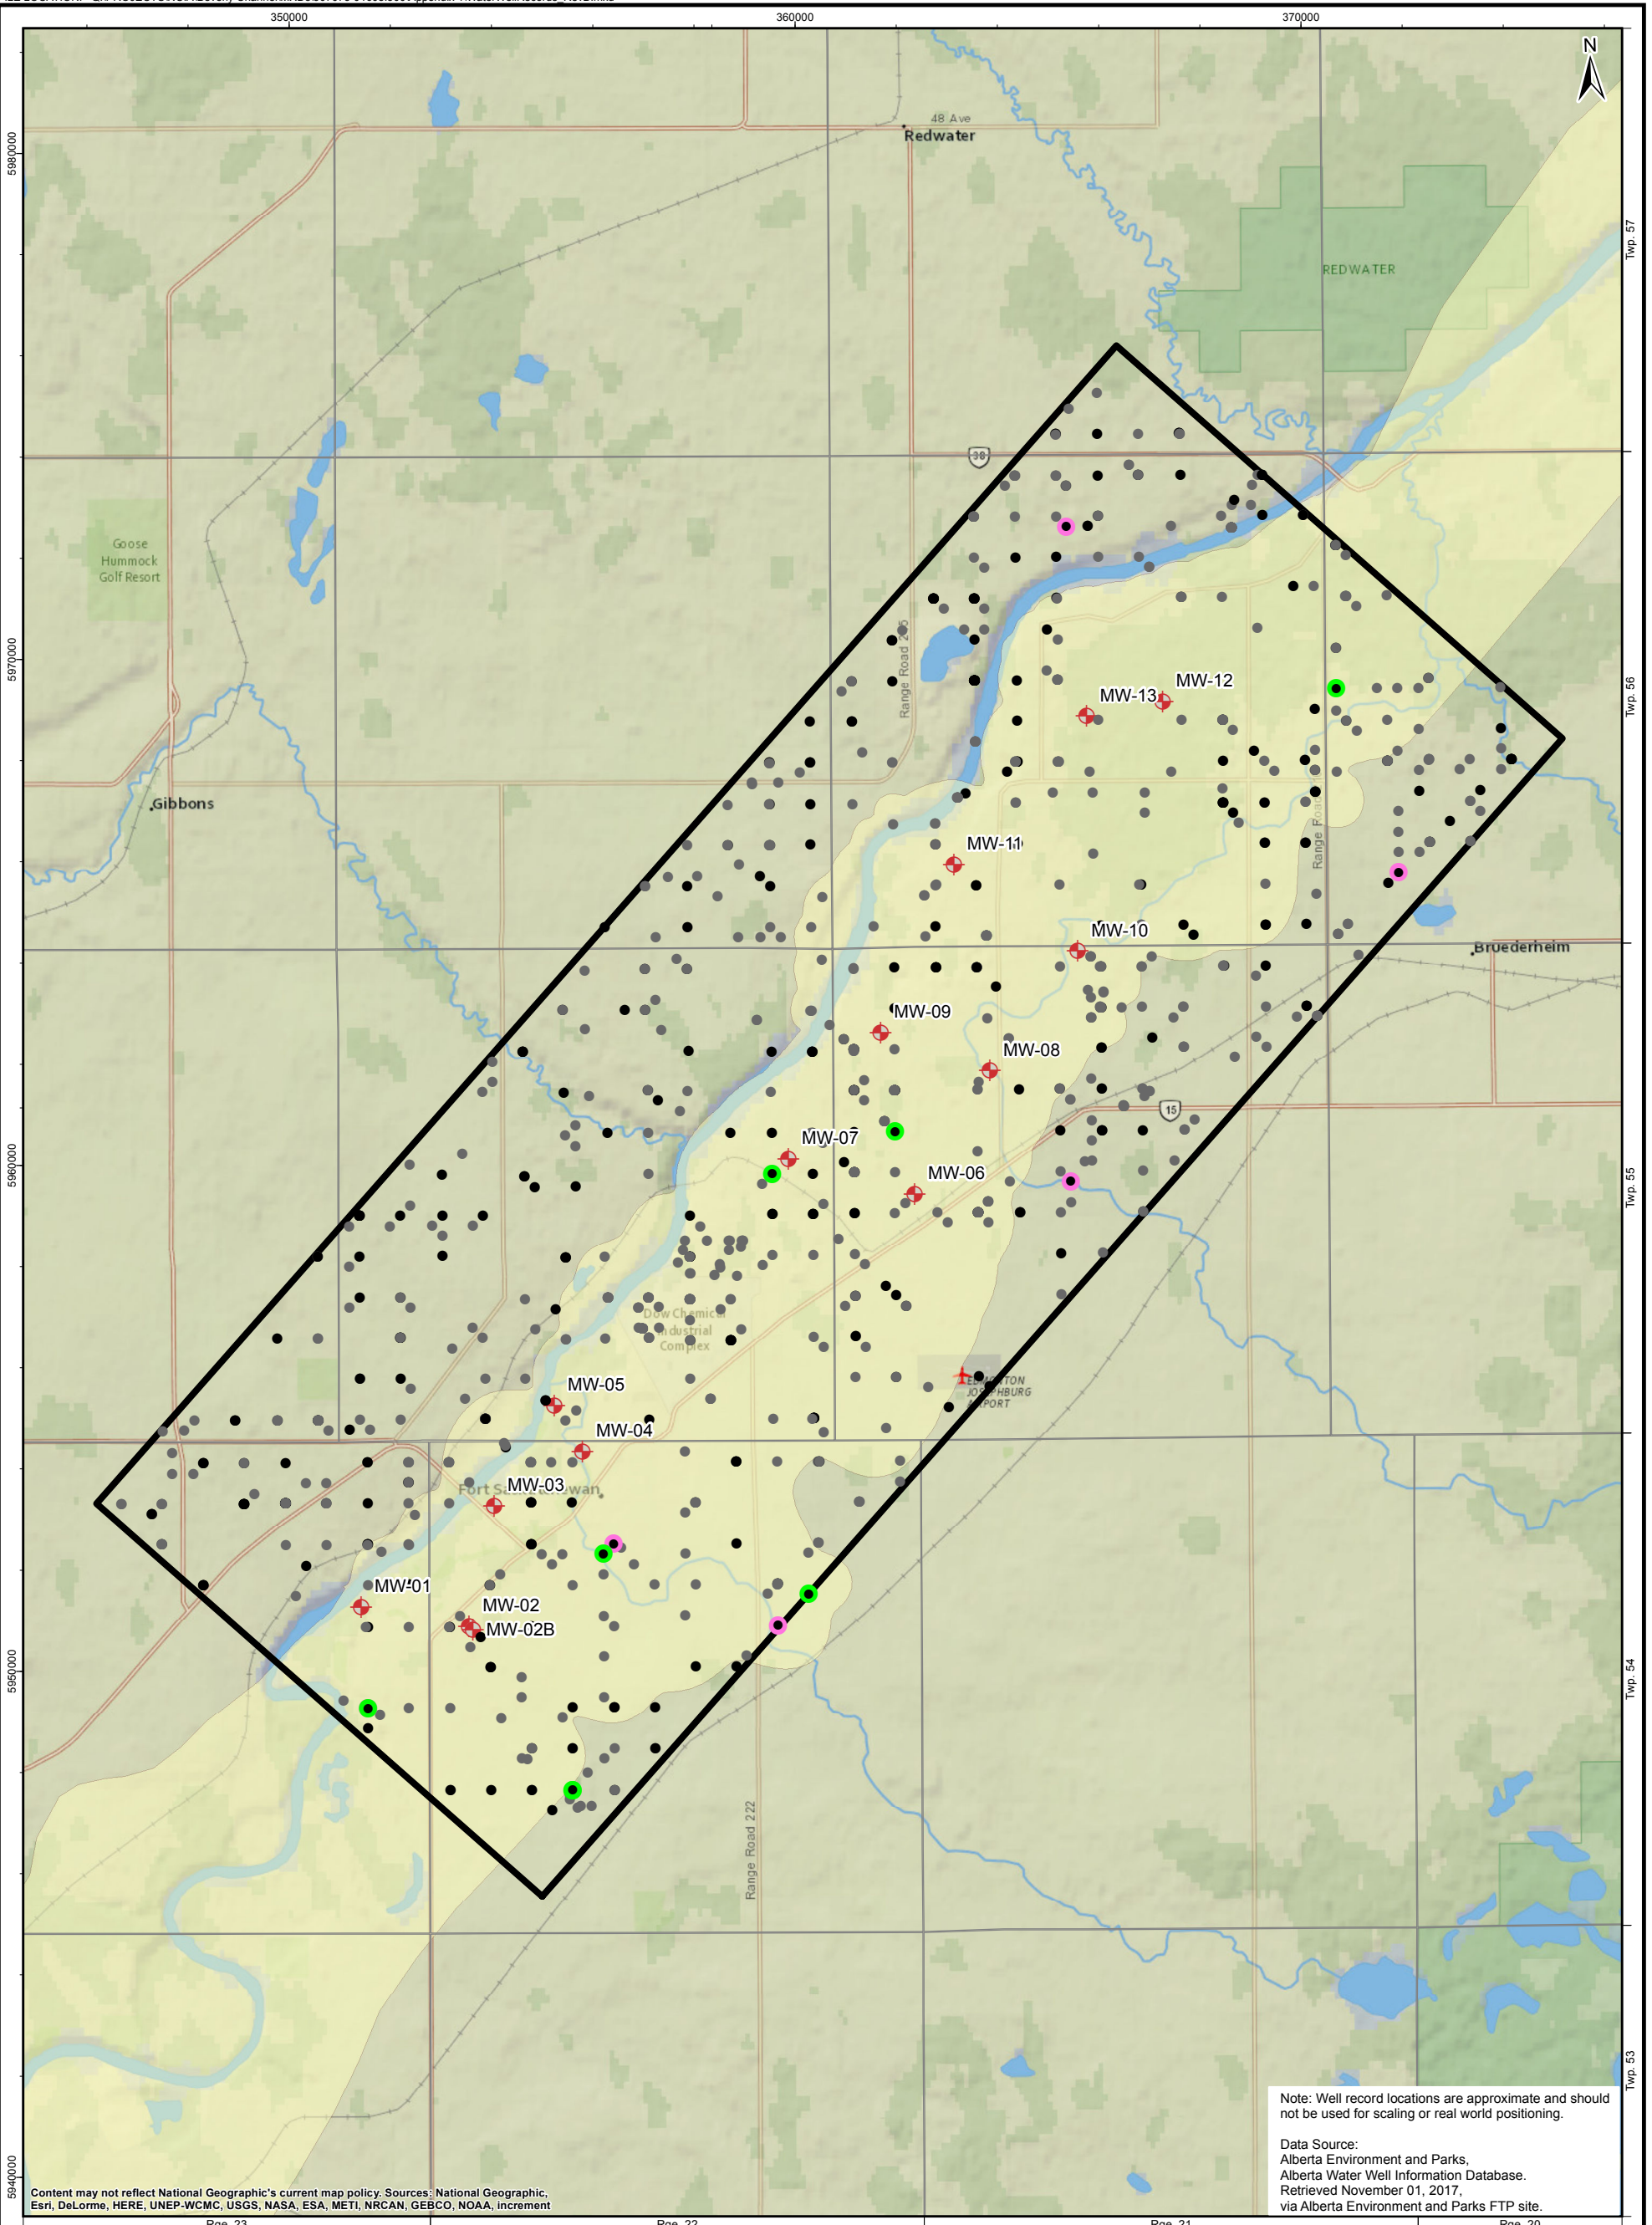 350000
360000
370000
N
5980000
5970000
5960000
5950000
5940000
Twp. 57
Twp. 56
Twp. 55
Twp. 54
Twp. 53
48 Ave
Redwater
REDWATER
38
Goose
Hummock
Golf Resort
Gibbons
Range Road
MW-13
MW-12
MW-11
MW-10
Bruederheim
MW-09
MW-08
15
MW-07
MW-06
Dow Chemical
Industrial
Complex
MW-05
MW-04
AIRPORT
MW-03
MW-01
MW-02
MW-02B
Range Road 222
Note: Well record locations are approximate and should
not be used for scaling or real world positioning.
Data Source:
Alberta Environment and Parks,
Alberta Water Well Information Database.
Retrieved November 01, 2017,
via Alberta Environment and Parks FTP site.
Content may not reflect National Geographic's current map policy. Sources: National Geographic,
Esri, DeLorme, HERE, UNEP-WCMC, USGS, NASA, ESA, METI, NRCAN, GEBCO, NOAA, increment